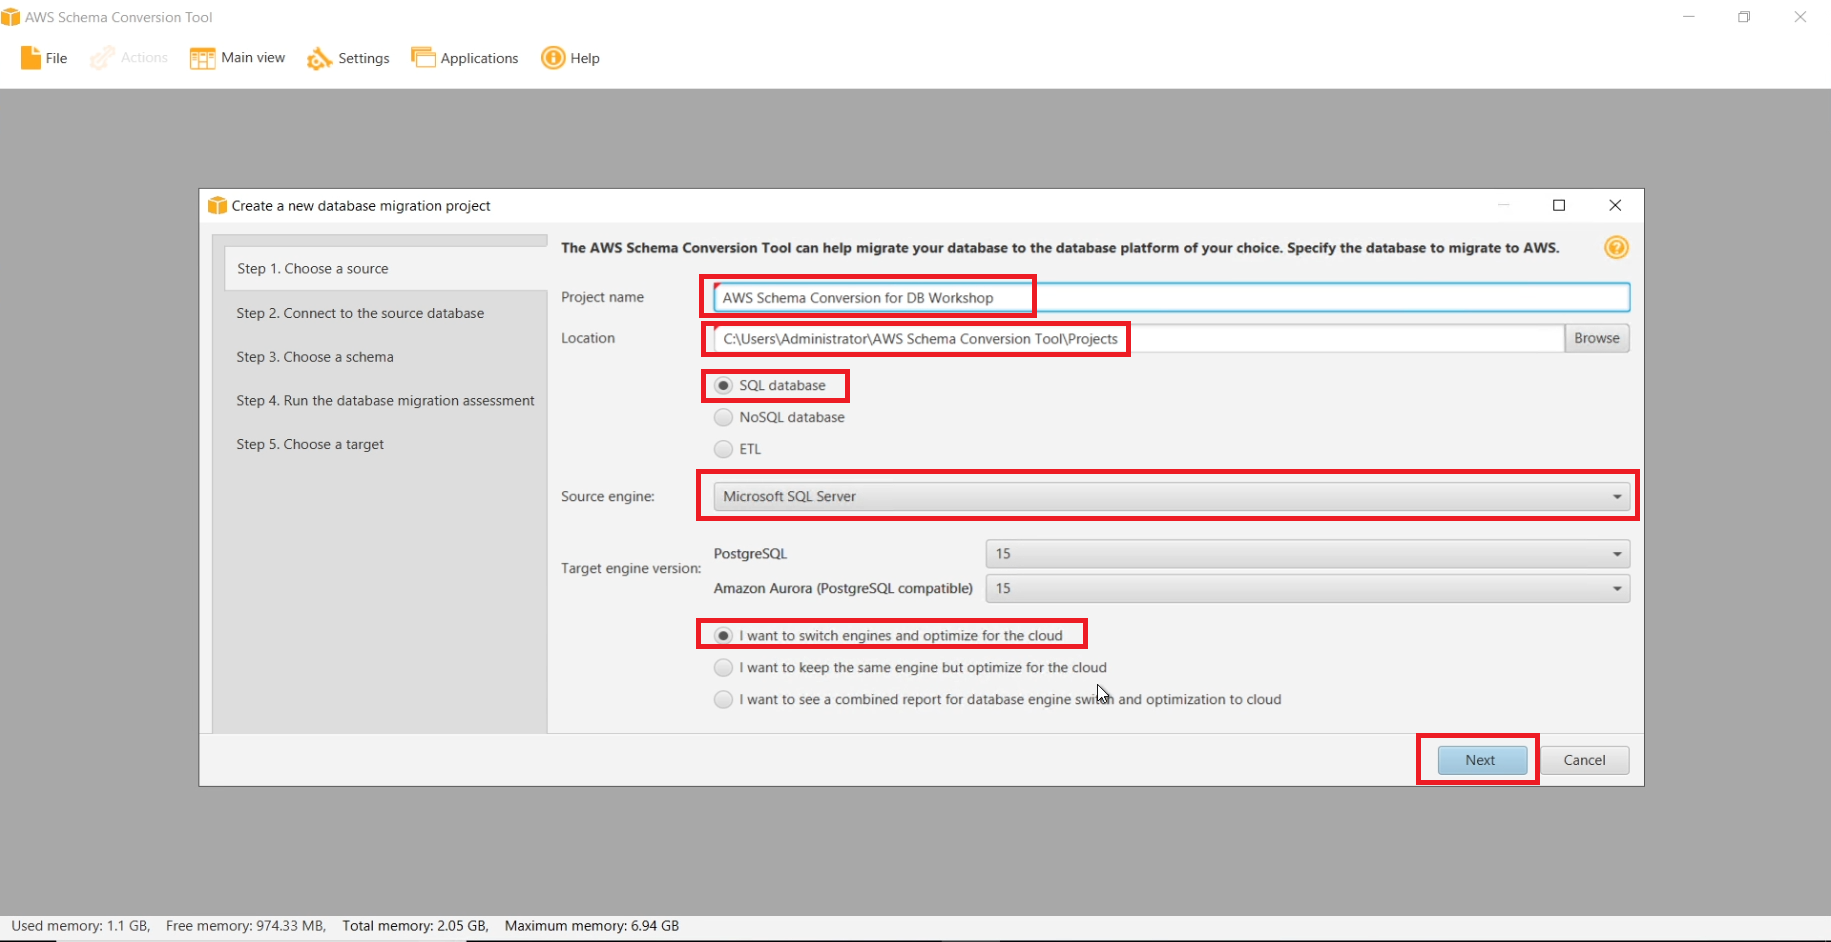 AWS Schema Conversion Tool
File Actions Main view Settings Applications Help
Create a new database migration project
Step 1. Choose a source
Step 2. Connect to the source database
Step 3. Choose a schema
Step 4. Run the database migration assessment
Step 5. Choose a target
The AWS Schema Conversion Tool can help migrate your database to the database platform of your choice. Specify the database to migrate to AWS.
Project name AWS Schema Conversion for DB Workshop
Location C:\Users\Administrator\AWS Schema Conversion Tool\Projects Browse
SQL database
NoSQL database
ETL
Source engine: Microsoft SQL Server
Target engine version:
PostgreSQL 15
Amazon Aurora (PostgreSQL compatible) 15
I want to switch engines and optimize for the cloud
I want to keep the same engine but optimize for the cloud
I want to see a combined report for database engine switch and optimization to cloud
Next Cancel
Used memory: 1.1 GB, Free memory: 974.33 MB, Total memory: 2.05 GB, Maximum memory: 6.94 GB